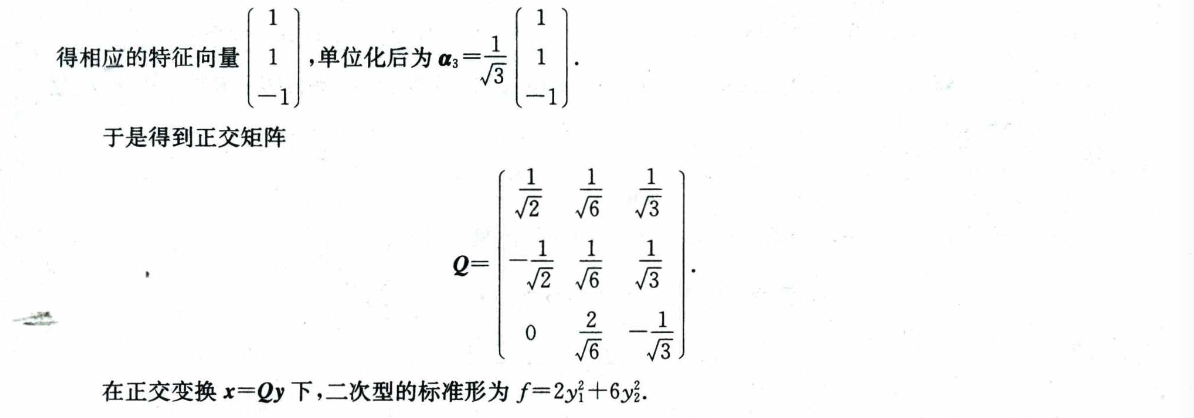 得相应的特征向量 \begin{pmatrix} 1 \\ 1 \\ -1 \end{pmatrix},单位化后为 \boldsymbol{α}_3=\frac{1}{\sqrt{3}} \begin{pmatrix} 1 \\ 1 \\ -1 \end{pmatrix}.
于是得到正交矩阵
\boldsymbol{Q}=\begin{pmatrix} \frac{1}{\sqrt{2}} & \frac{1}{\sqrt{6}} & \frac{1}{\sqrt{3}} \\ -\frac{1}{\sqrt{2}} & \frac{1}{\sqrt{6}} & \frac{1}{\sqrt{3}} \\ 0 & \frac{2}{\sqrt{6}} & -\frac{1}{\sqrt{3}} \end{pmatrix}.
在正交变换 x=Qy 下,二次型的标准形为 f=2y_1^2+6y_2^2.